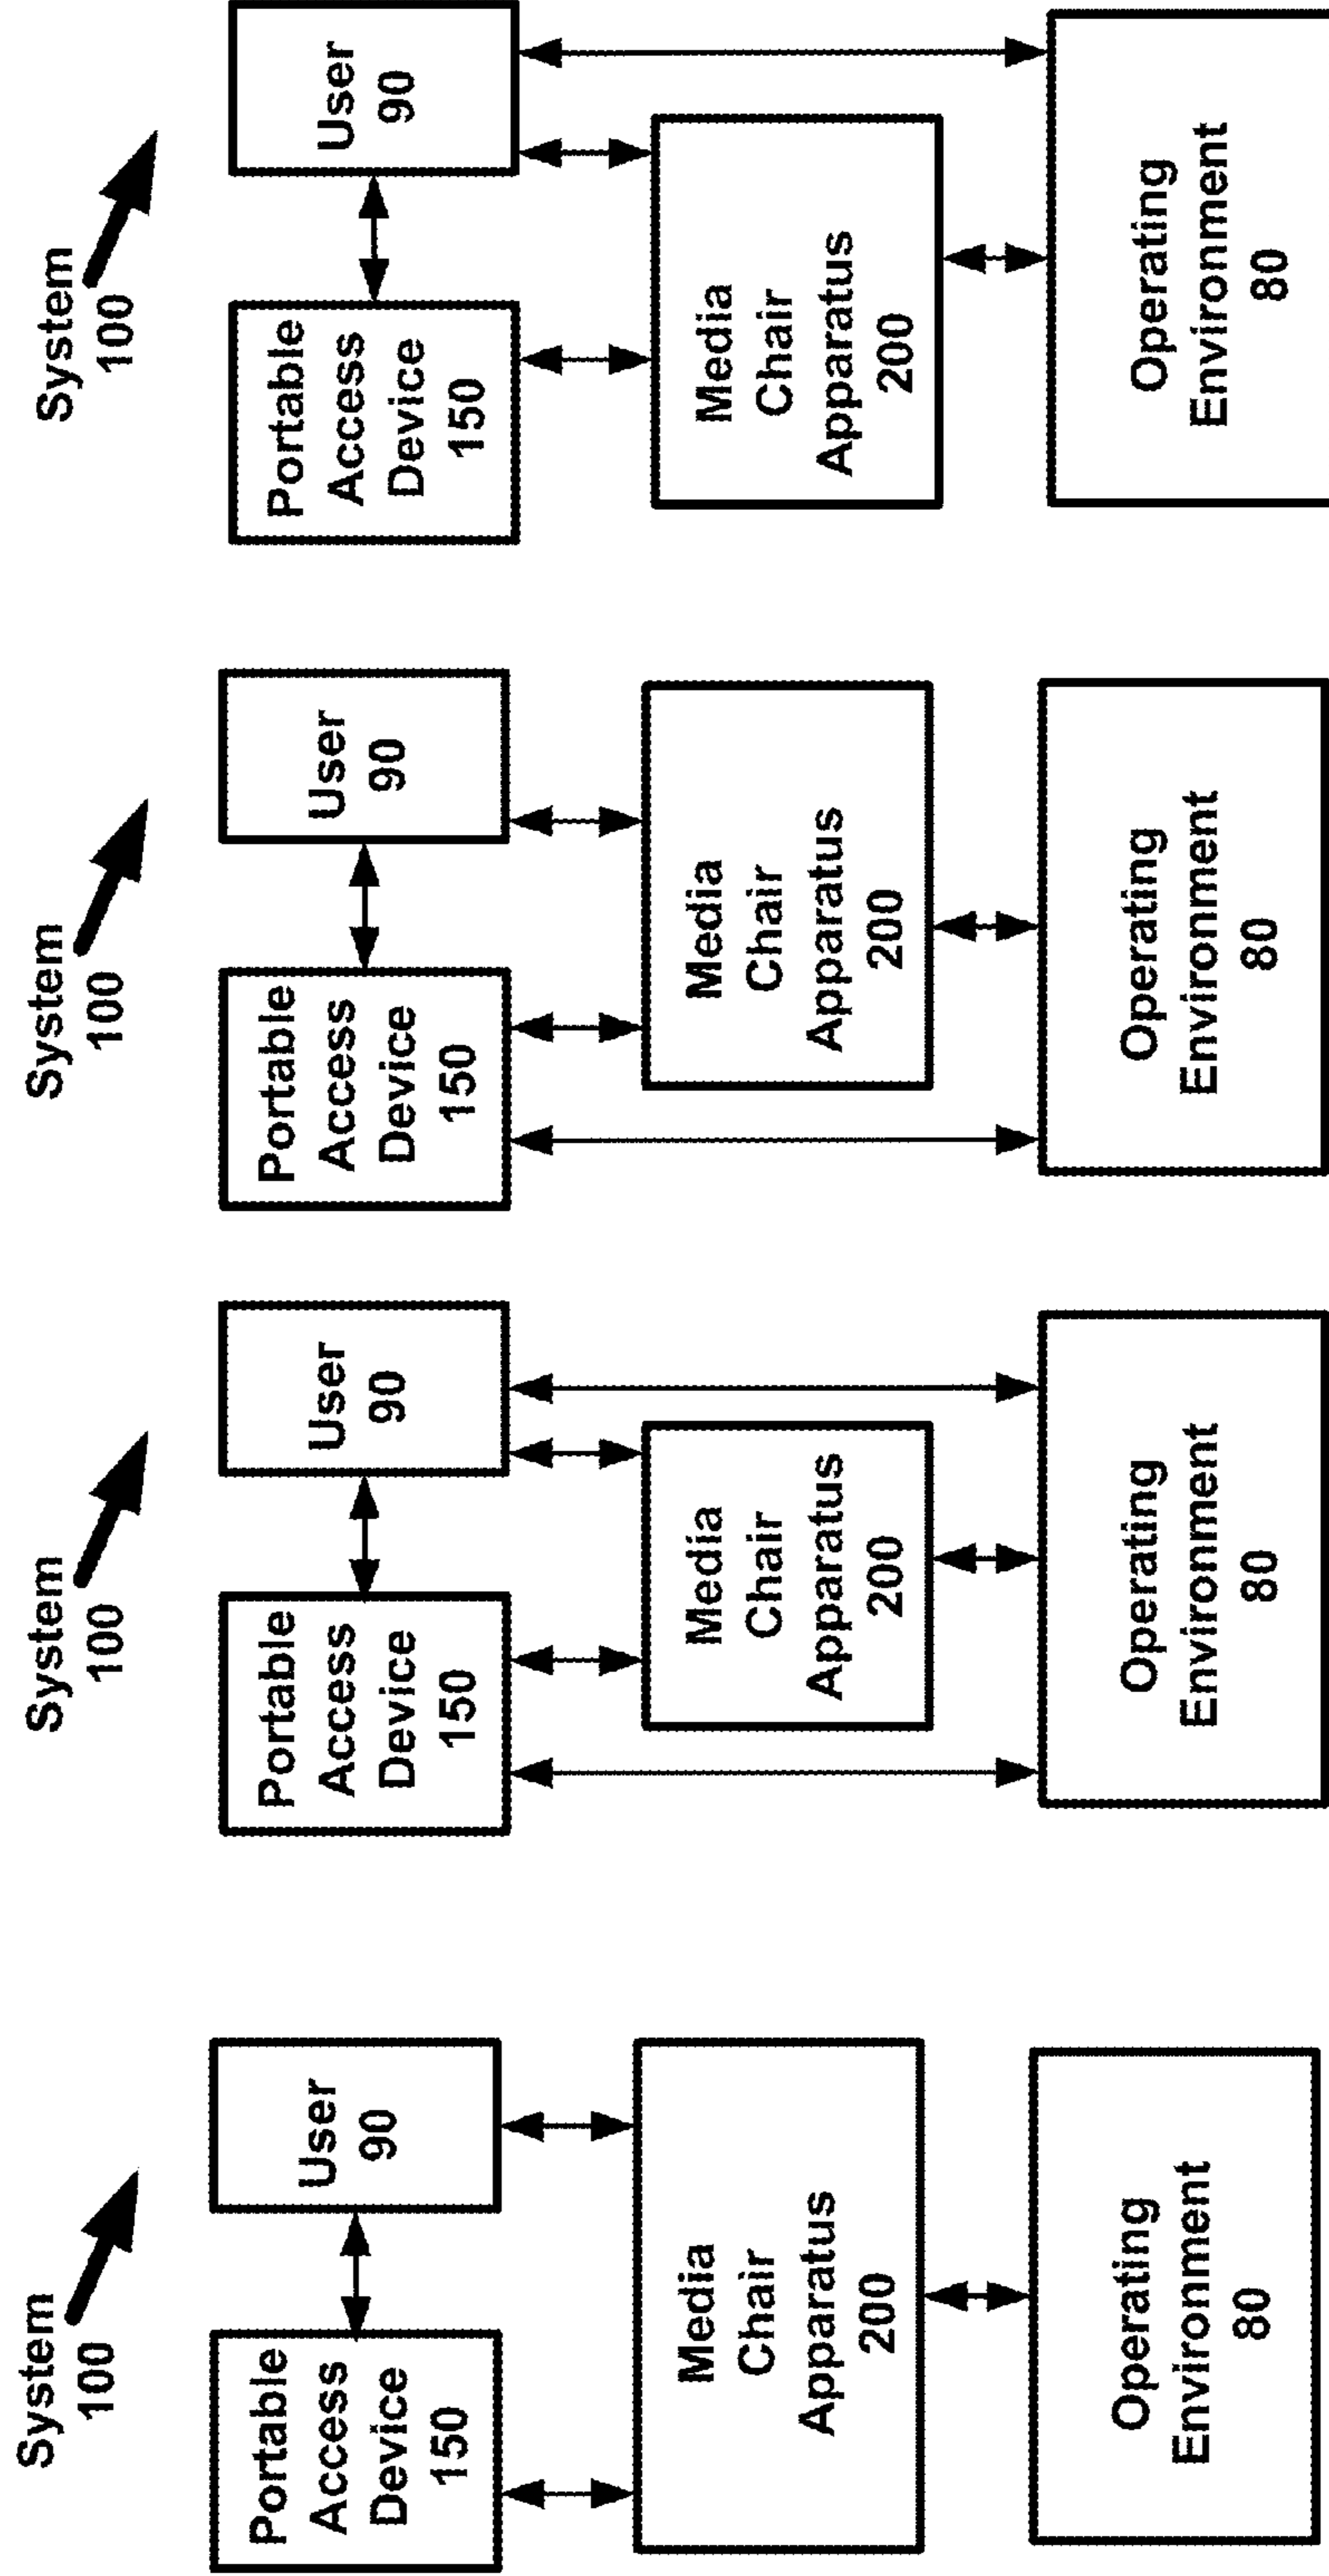 System
100
Portable
Access
Device
150
User
90
Media
Chair
Apparatus
200
Operating
Environment
80
System
100
Portable
Access
Device
150
User
90
Media
Chair
Apparatus
200
Operating
Environment
80
System
100
Portable
Access
Device
150
User
90
Media
Chair
Apparatus
200
Operating
Environment
80
System
100
Portable
Access
Device
150
User
90
Media
Chair
Apparatus
200
Operating
Environment
80